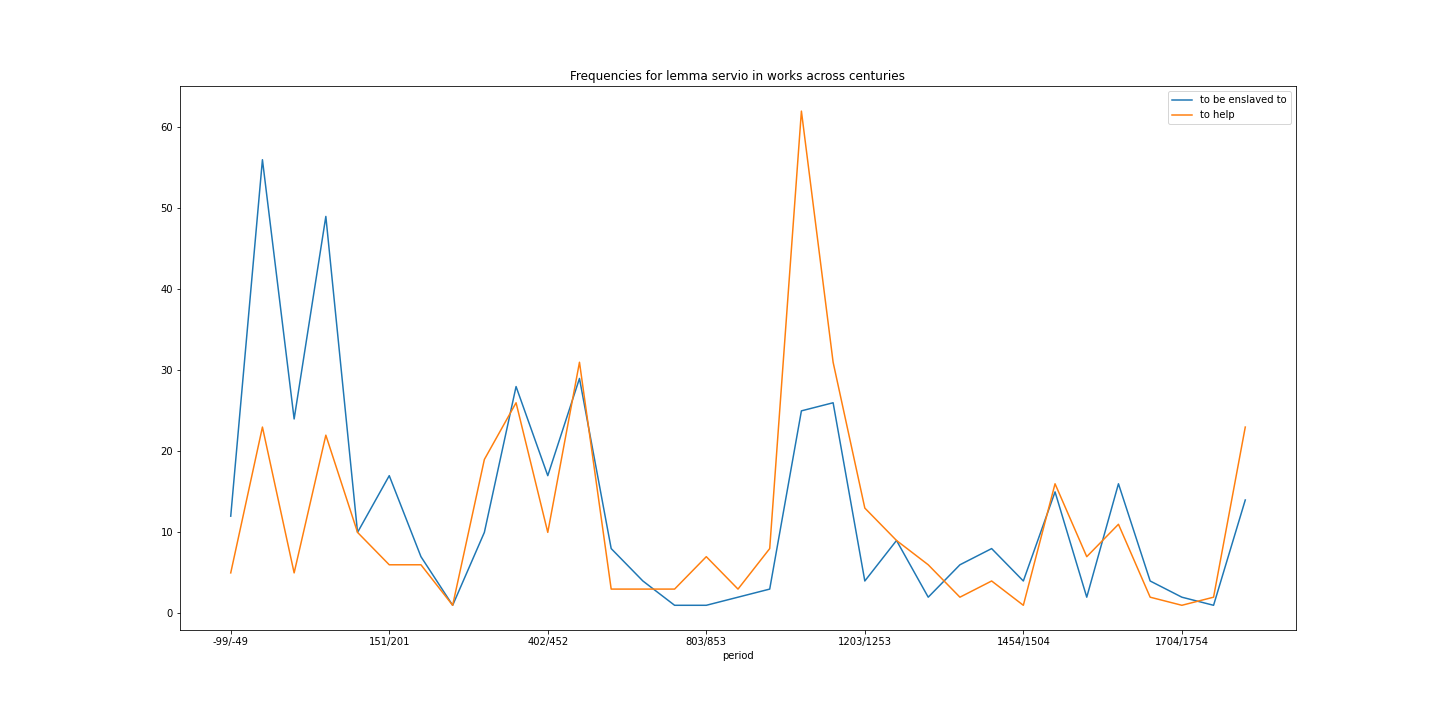 Frequencies for lemma servio in works across centuries
to be enslaved to
to help
60
50
40
30
20
10
0
-99/-49 151/201 402/452 803/853 1203/1253 1454/1504 1704/1754
period